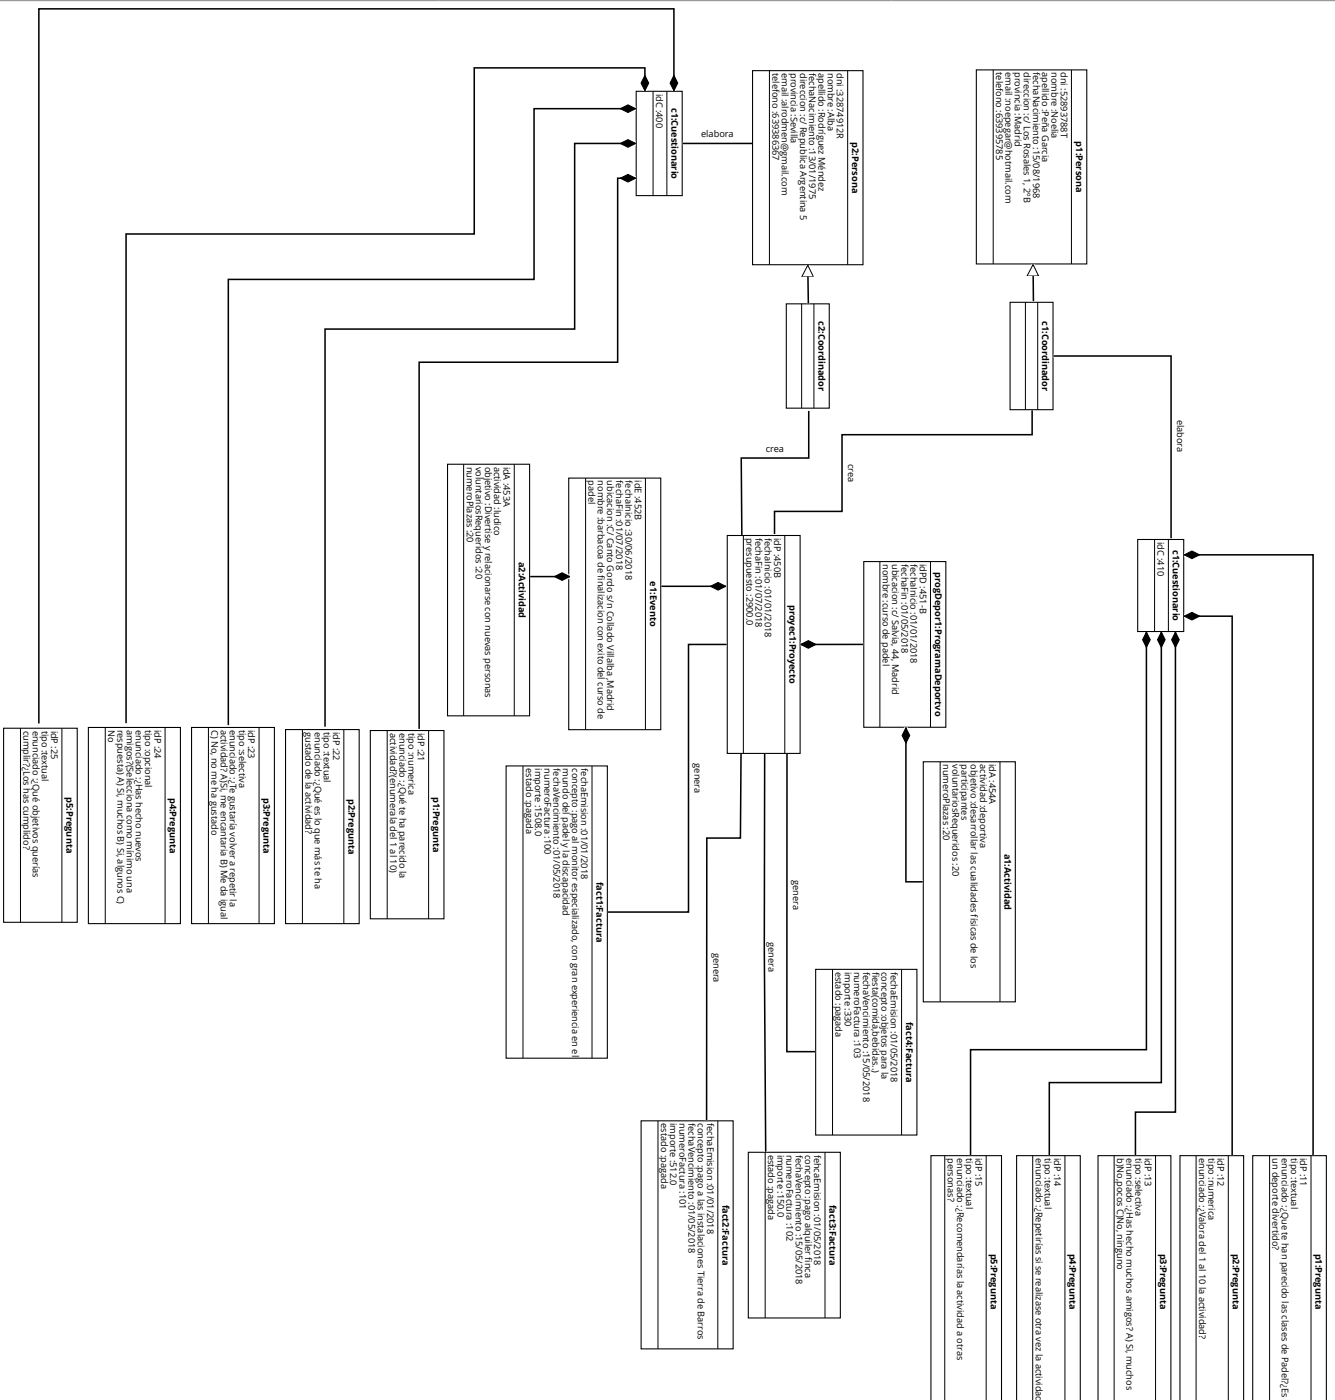 p1:Persona
dni :52893788T
nombre :Noelia
apellido :Peña Garcia
fechaNacimiento :15/08/1968
direccion :c/ Los Rosales 1, 2ºB
provincia :Madrid
email :noepegar@hotmail.com
telefono :639395785
p2:Persona
dni :32874912R
nombre :Alba
apellido :Rodríguez Méndez
fechaNacimiento :13/01/1975
direccion :c/ Republica Argentina 5
provincia :Sevilla
email :alrodmen@gmail.com
telefono :639386367
elabora
c1:Cuestionario
idC :400
c1:Coordinador
c2:Coordinador
elabora
crea
crea
c1:Cuestionario
idC :410
progDepor1:ProgramaDeportvo
idPD :451-B
fechaInicio :01/01/2018
fechaFin :01/05/2018
ubicacion :c/ Salvia, 44, Madrid
nombre :curso de padel
proyec1:Proyecto
idP :450B
fechaInicio :01/01/2018
fechaFin :01/07/2018
presupuesto :2900.0
e1:Evento
idE :452B
fechaInicio :30/06/2018
fechaFin :01/07/2018
ubicacion :C/ Canto Gordo s/n Collado Villalba ,Madrid
nombre :barbacoa de finalizacion con exito del curso de
padel
a2:Actividad
idA :453A
actividad :ludico
objetivo :Divertise y relacionarse con nuevas personas
voluntariosRequeridos :20
numeroPlazas :20
a1:Actividad
idA :454A
actividad :deportiva
objetivo :desarrollar las cualidades físicas de los
participantes
voluntariosRequeridos :20
numeroPlazas :20
genera
genera
genera
genera
p1:Pregunta
idP :21
tipo :numerica
enunciado :¿Qué te ha parecido la
actividad?(enumerala del 1 al 10)
p2:Pregunta
idP :22
tipo :textual
enunciado :¿Qué es lo que más te ha
gustado de la actividad?
p3:Pregunta
idP :23
tipo :selectiva
enunciado :¿Te gustaría volver a repetir la
actividad? A)Sí, me encantaria B) Me da igual
C) No, no me ha gustado
p4:Pregunta
idP :24
tipo :opcional
enunciado :¿Has hecho nuevos
amigos?(Selecciona como mínimo una
respuesta) A) Sí, muchos B) Sí, algunos C)
No
p5:Pregunta
idP :25
tipo :textual
enunciado :¿Qué objetivos querías
cumplir?¿Los has cumplido?
fact1:Factura
fechaEmision :01/01/2018
concepto :pago al monitor especializado, con gran experiencia en el
mundo del padel y la discapacidad
fechaVencimiento :01/05/2018
numeroFactura :100
importe :1508.0
estado :pagada
fact4:Factura
fechaEmision :01/05/2018
concepto :objetos para la
fiesta(comida,bebidas..)
fechaVencimiento :15/05/2018
numeroFactura :103
importe :330
estado :pagada
fact2:Factura
fechaEmision :01/01/2018
concepto :pago a las instalaciones Tierra de Barros
fechaVencimiento :01/05/2018
numeroFactura :101
importe :512.0
estado :pagada
fact3:Factura
fehcaEmision :01/05/2018
concepto :pago alquiler finca
fechaVencimiento :15/05/2018
numeroFactura :102
importe :150.0
estado :pagada
p1:Pregunta
idP :11
tipo :textual
enunciado :¿Que te han parecido las clases de Padel?¿Es
un deporte divertido?
p2:Pregunta
idP :12
tipo :numerica
enunciado :¿Valora del 1 al 10 la actividad?
p3:Pregunta
idP :13
tipo :selectiva
enunciado :¿Has hecho muchos amigos? A) Sí, muchos
b)No,pocos C)No, ninguno
p4:Pregunta
idP :14
tipo :textual
enunciado :¿Repetirías si se realizase otra vez la actividad
p5:Pregunta
idP :15
tipo :textual
enunciado :¿Recomendarías la actividad a otras
personas?